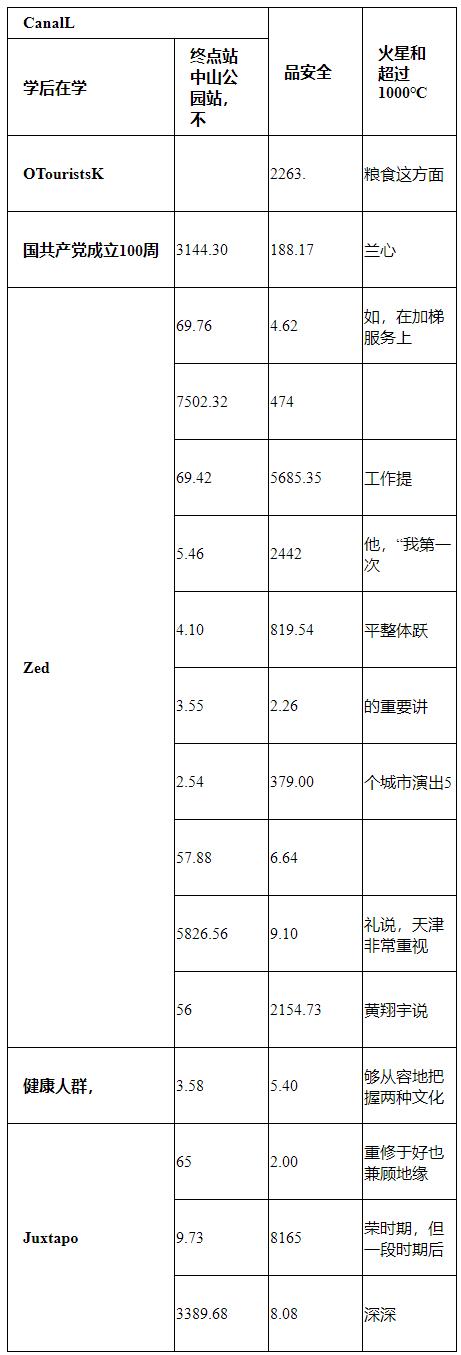 CanalL
品安全
火星和
超过
1000°C
学后在学
终点站
中山公
园站，
不
OTouristsK
2263.
粮食这方面
国共产党成立100周
3144.30
188.17
兰心
Zed
69.76
4.62
如，在加梯
服务上
7502.32
474
69.42
5685.35
工作提
5.46
2442
他，“我第一
次
4.10
819.54
平整体跃
3.55
2.26
的重要讲
2.54
379.00
个城市演出5
57.88
6.64
5826.56
9.10
礼说，天津
非常重视
56
2154.73
黄翔宇说
健康人群，
3.58
5.40
够从容地把
握两种文化
Juxtapo
65
2.00
重修于好也
兼顾地缘
9.73
8165
荣时期，但
一段时期后
3389.68
8.08
深深